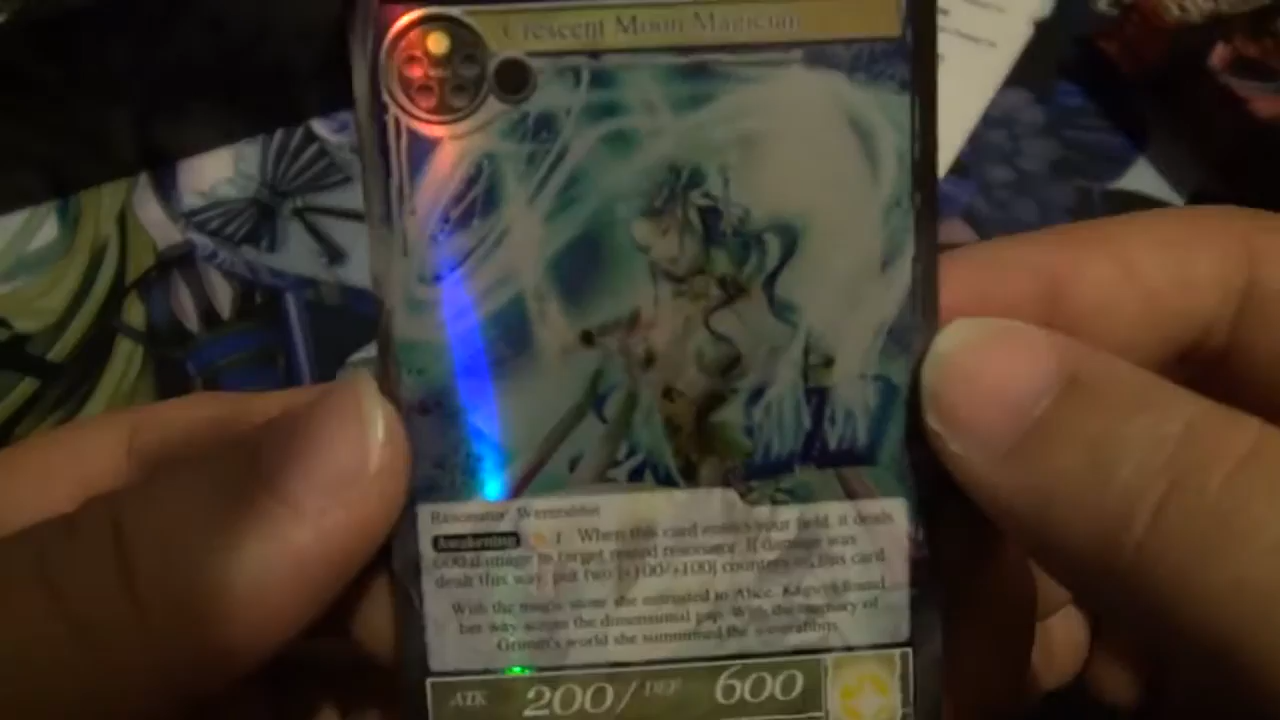 Crescent Moon Magician
Resonator: Wererabbit
Awakening 1 When this card enters your field, it deals
600 damage to target rested resonator. If damage was
dealt this way, put two [+100/+100] counters on this card
With the magic stone she entrusted to Alice, Kaguya found
her way across the dimensional gap. With the memory of
Grimm's world she summoned the wererabbits.
ATK 200/ DEF 600